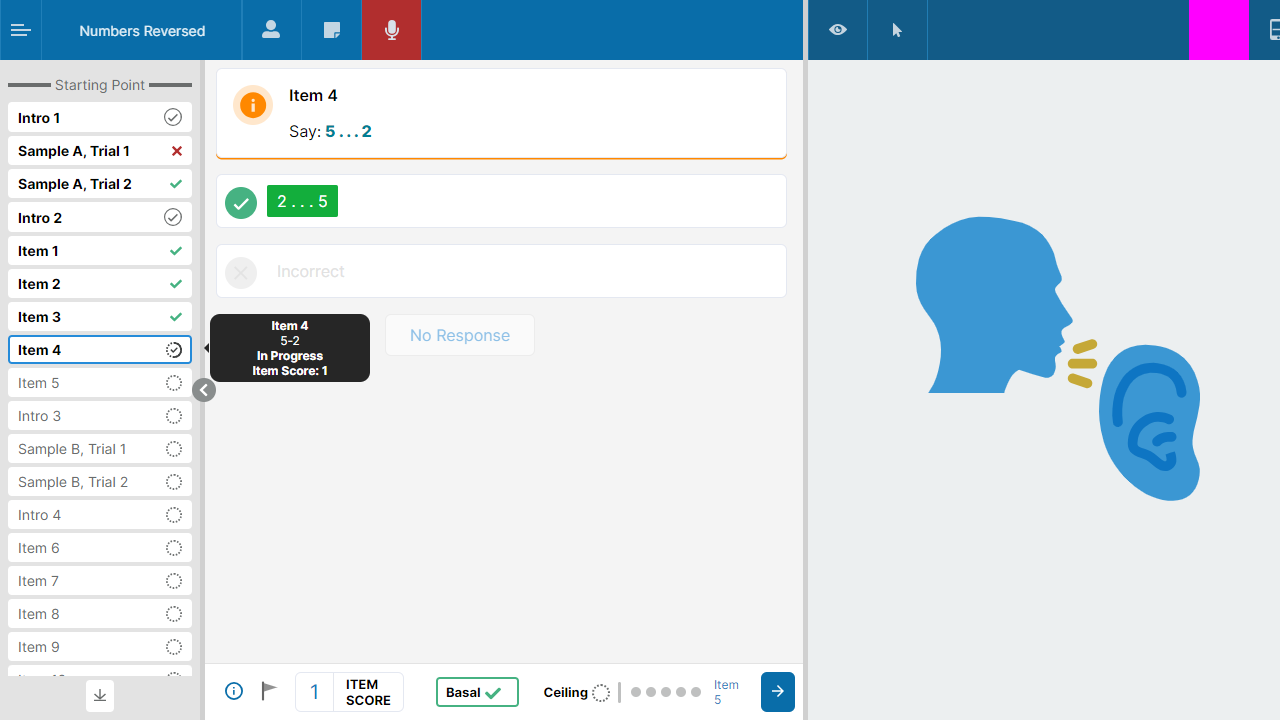 Numbers Reversed
Starting Point
Intro 1
Sample A, Trial 1
Sample A, Trial 2
Intro 2
Item 1
Item 2
Item 3
Item 4
Item 5
Intro 3
Sample B, Trial 1
Sample B, Trial 2
Intro 4
Item 6
Item 7
Item 8
Item 9
Item 4
Say: 5 . . . 2
2 . . . 5
Incorrect
Item 4
5-2
In Progress
Item Score: 1
No Response
1
ITEM
SCORE
Basal
Ceiling
Item
5